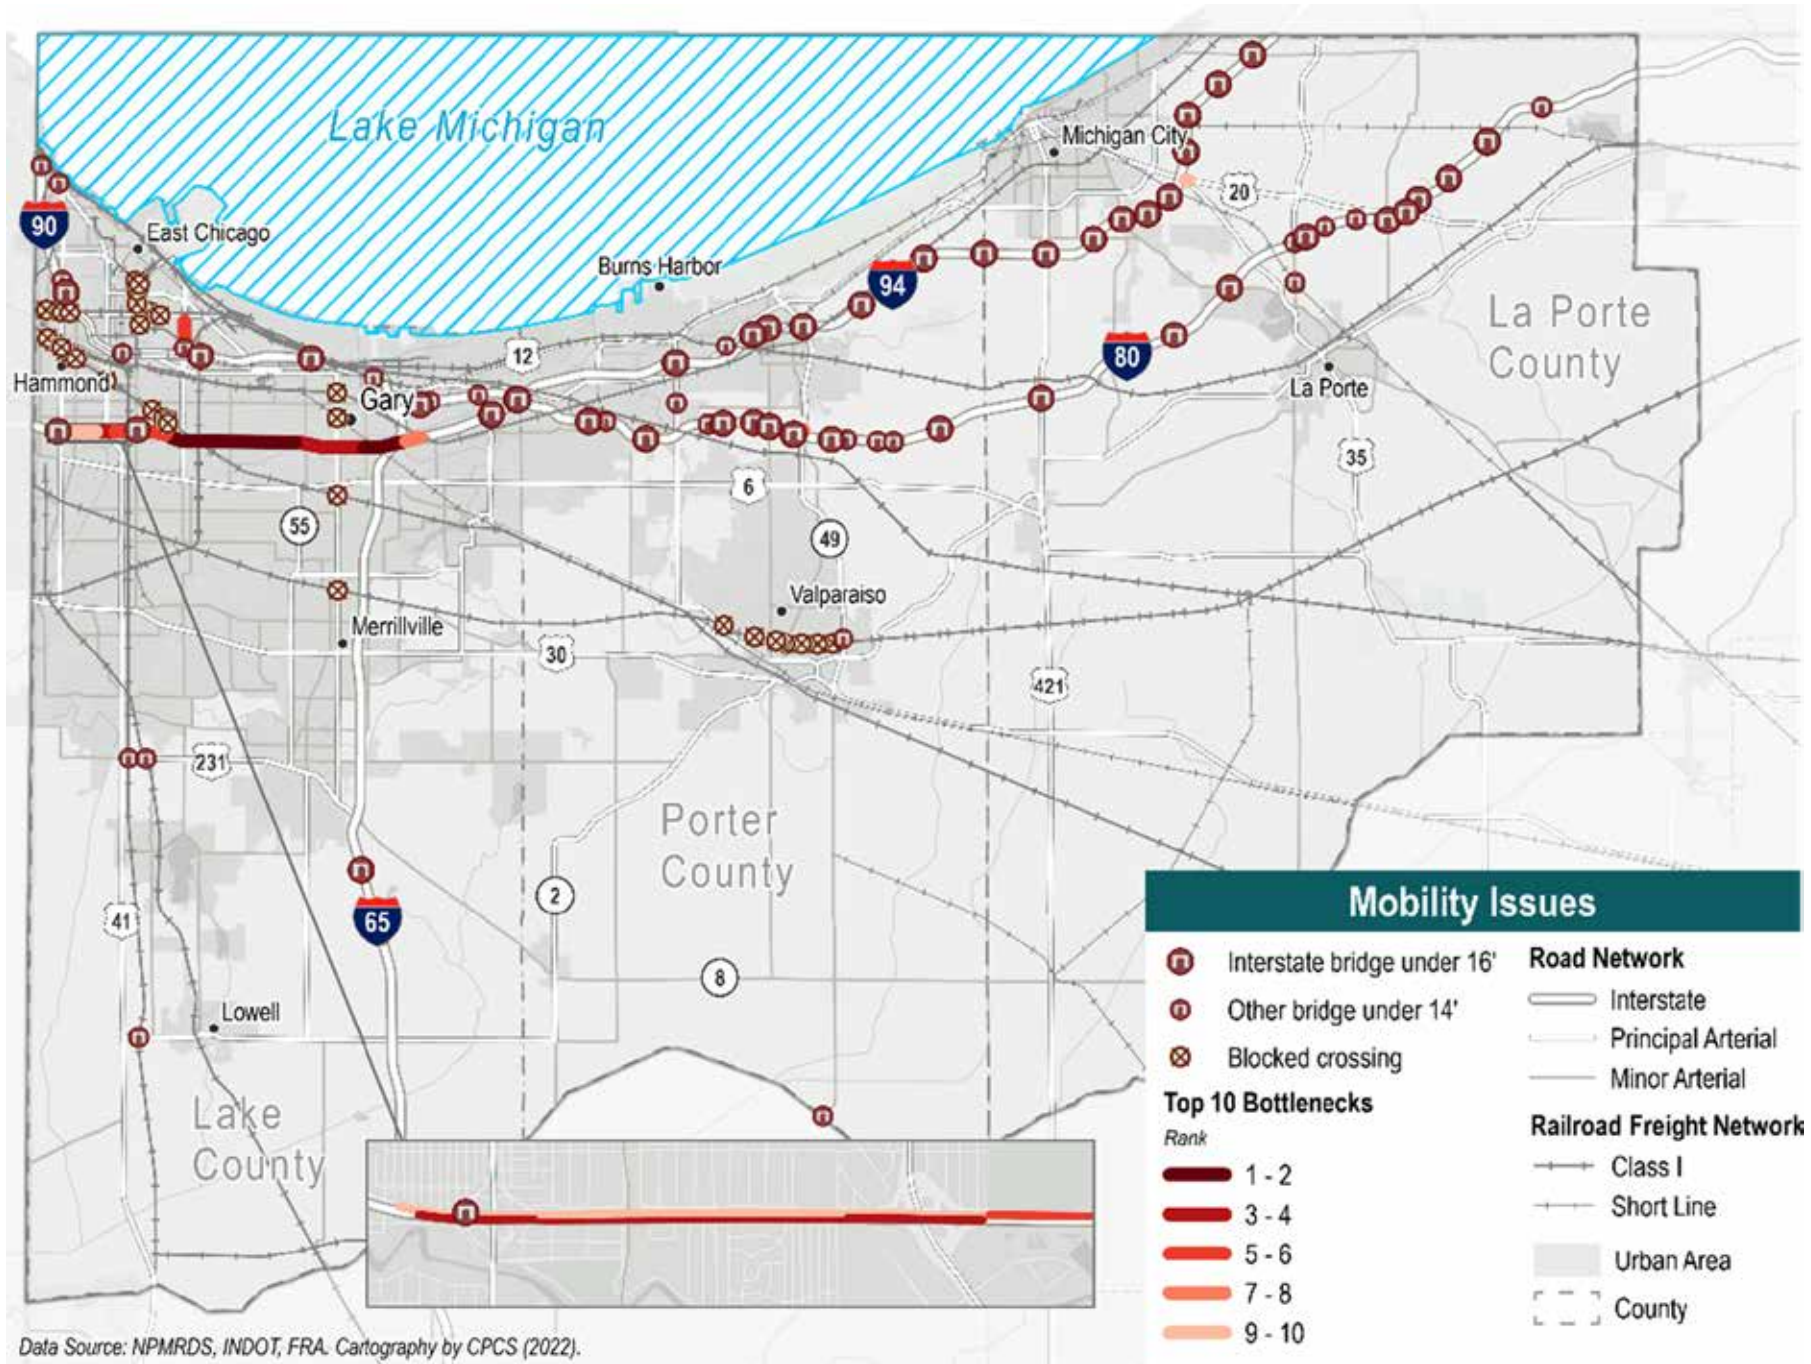 Lake Michigan
Michigan City
90
20
East Chicago
Burns Harbor
94
La Porte
County
12
80
Hammond
Gary
La Porte
35
6
55
49
Valparaiso
Merrillville
30
421
231
Porter
County
2
41
65
8
Lowell
Lake
County
Mobility Issues
Interstate bridge under 16'
Other bridge under 14'
Blocked crossing
Top 10 Bottlenecks
Rank
1 - 2
3 - 4
5 - 6
7 - 8
9 - 10
Road Network
Interstate
Principal Arterial
Minor Arterial
Railroad Freight Network
Class I
Short Line
Urban Area
County
Data Source: NPMRDS, INDOT, FRA. Cartography by CPCS (2022).